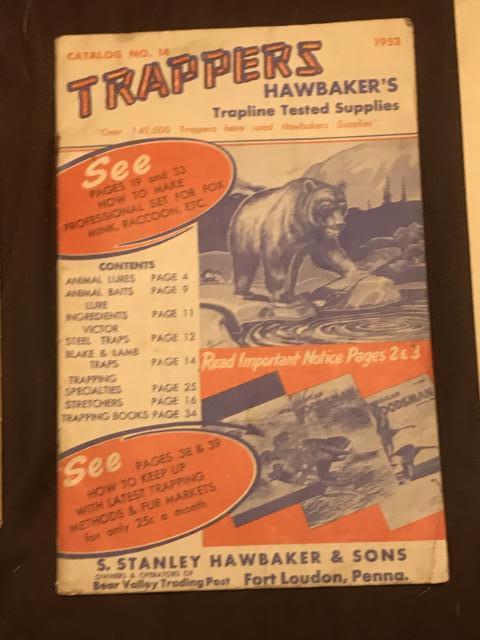 CATALOG NO. 14
1952
TRAPPERS
HAWBAKER'S
Trapline Tested Supplies
"Over 140,000 Trappers have used Hawbakers Supplies"
See
PAGES 19 and 33
HOW TO MAKE
PROFESSIONAL SET FOR FOX
MINK, RACCOON, ETC.
CONTENTS
ANIMAL LURES PAGE 4
ANIMAL BAITS PAGE 9
LURE
INGREDIENTS PAGE 11
VICTOR
STEEL TRAPS PAGE 12
BLAKE & LAMB
TRAPS PAGE 14
TRAPPING
SPECIALTIES PAGE 25
STRETCHERS PAGE 16
TRAPPING BOOKS PAGE 34
Read Important Notice Pages 2 & 3
See
PAGES 38 & 39
HOW TO KEEP UP
WITH LATEST TRAPPING
METHODS & FUR MARKETS
for only 25c a month
WOODSMAN
S. STANLEY HAWBAKER & SONS
OWNERS & OPERATORS OF
Bear Valley Trading Post Fort Loudon, Penna.